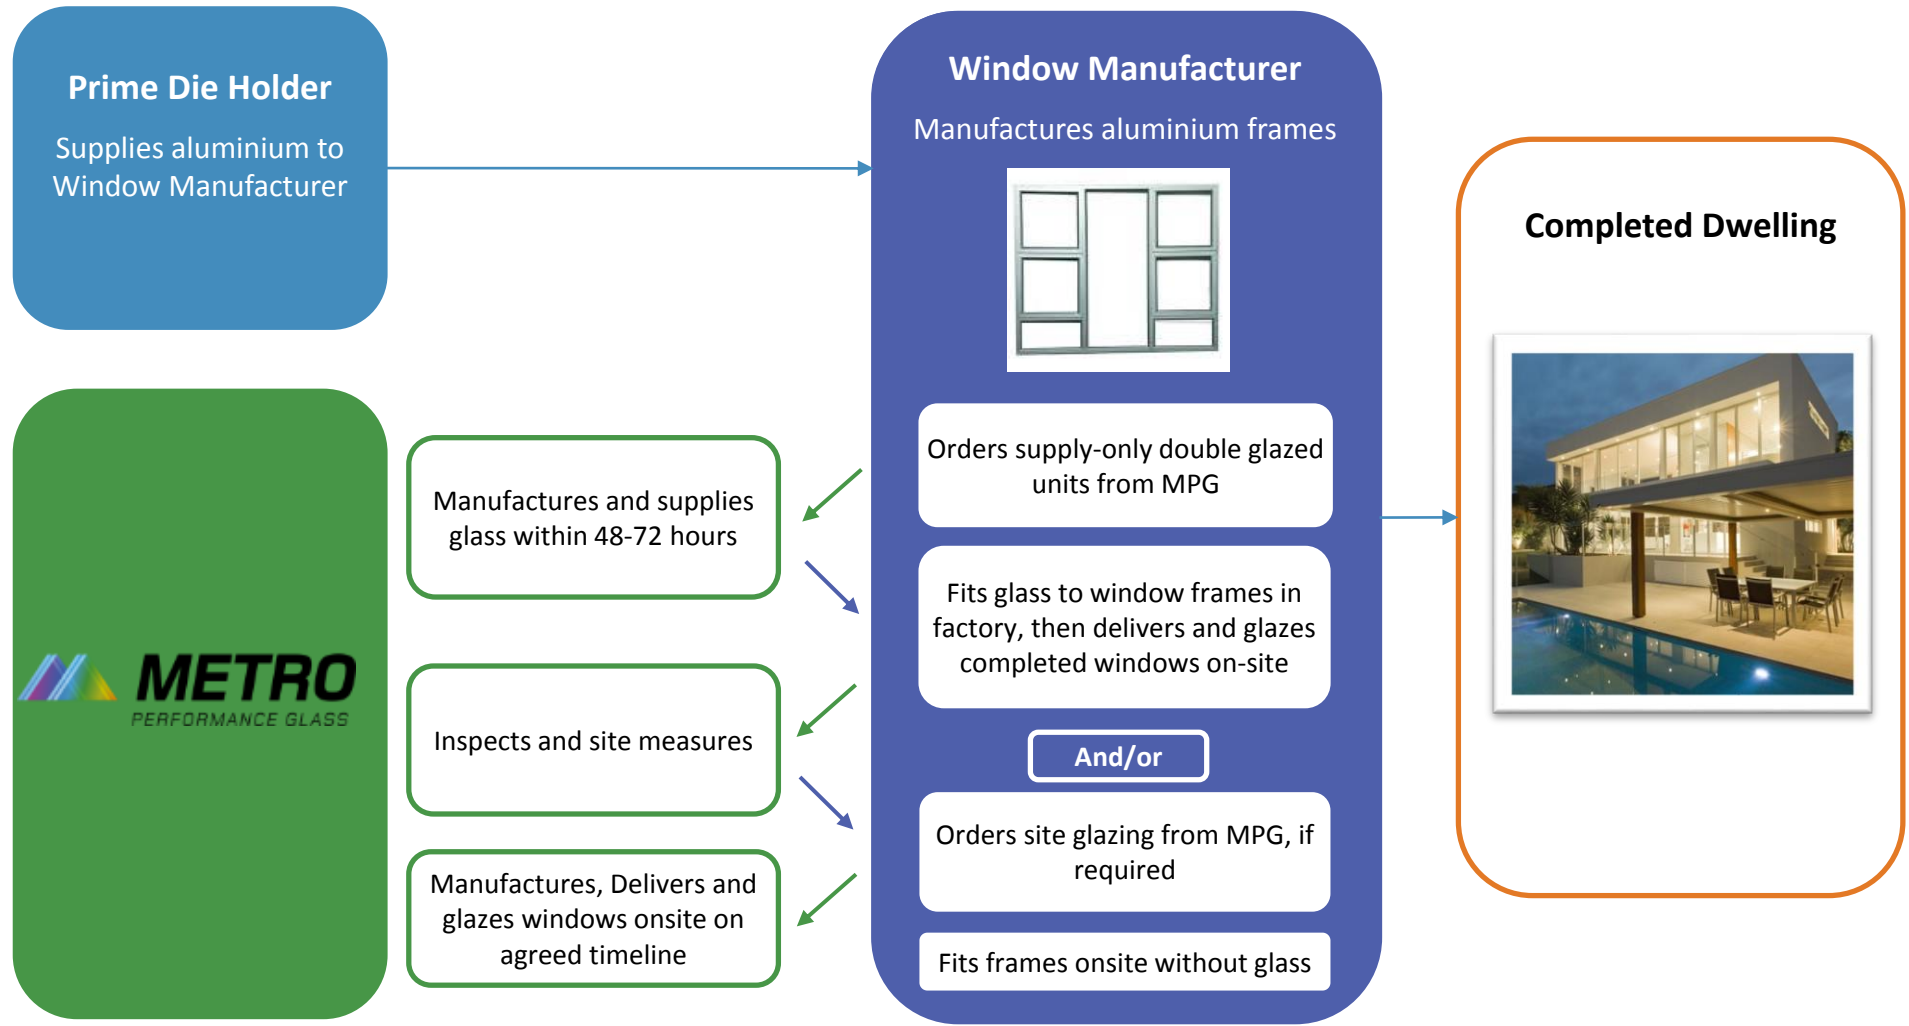 Prime Die Holder
Supplies aluminium to
Window Manufacturer
METRO
PERFORMANCE GLASS
Manufactures and supplies
glass within 48-72 hours
Inspects and site measures
Manufactures, Delivers and
glazes windows onsite on
agreed timeline
Window Manufacturer
Manufactures aluminium frames
Orders supply-only double glazed
units from MPG
Fits glass to window frames in
factory, then delivers and glazes
completed windows on-site
And/or
Orders site glazing from MPG, if
required
Fits frames onsite without glass
Completed Dwelling